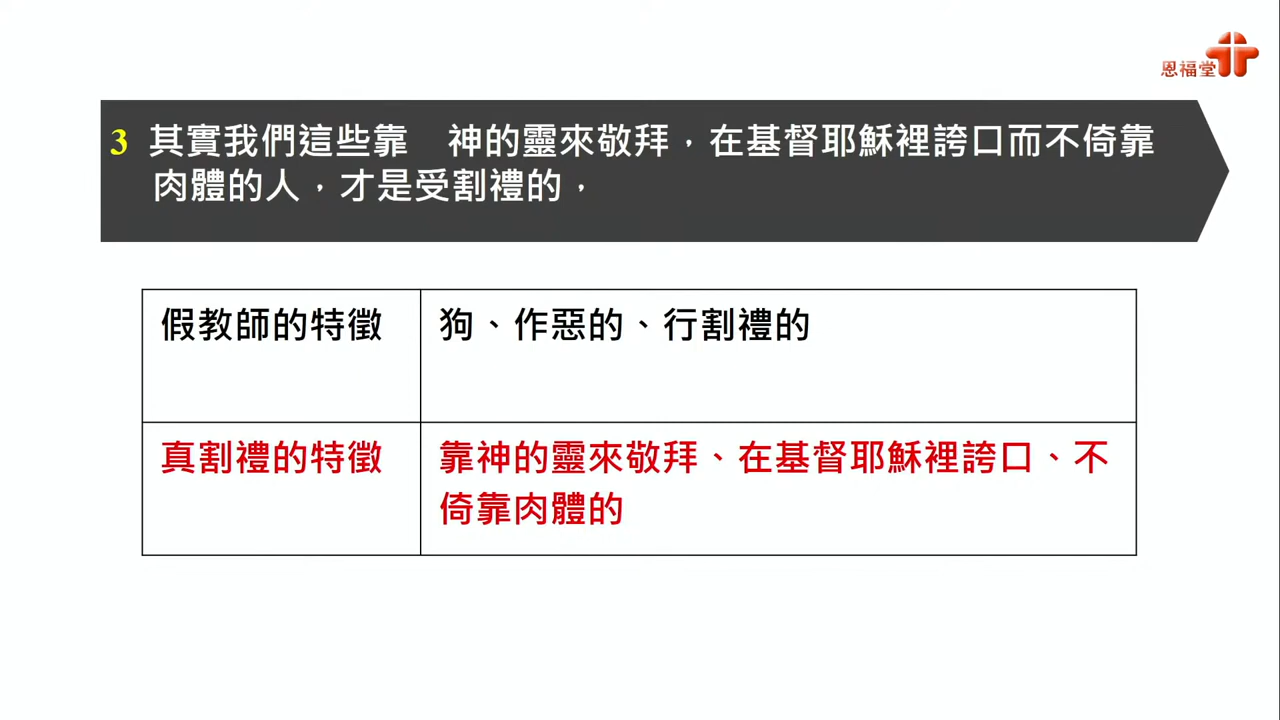 恩福堂
3 其實我們這些靠　神的靈來敬拜，在基督耶穌裡誇口而不倚靠
肉體的人，才是受割禮的，
假教師的特徵
狗、作惡的、行割禮的
真割禮的特徵
靠神的靈來敬拜、在基督耶穌裡誇口、不
倚靠肉體的